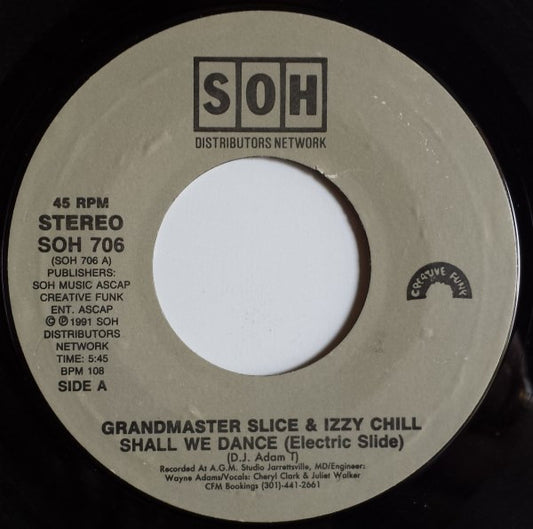 SOH
DISTRIBUTORS NETWORK
45 RPM
STEREO
SOH 706
(SOH 706 A)
PUBLISHERS:
SOH MUSIC ASCAP
CREATIVE FUNK
ENT. ASCAP
© ℗ 1991 SOH
DISTRIBUTORS
NETWORK
TIME: 5:45
BPM 108
SIDE A
CREATIVE FUNK
GRANDMASTER SLICE & IZZY CHILL
SHALL WE DANCE (Electric Slide)
(D.J. Adam T)
Recorded At A.G.M. Studio Jarrettsville, MD/Engineer:
Wayne Adams/Vocals: Cheryl Clark & Juliet Walker
CFM Bookings (301)-441-2661